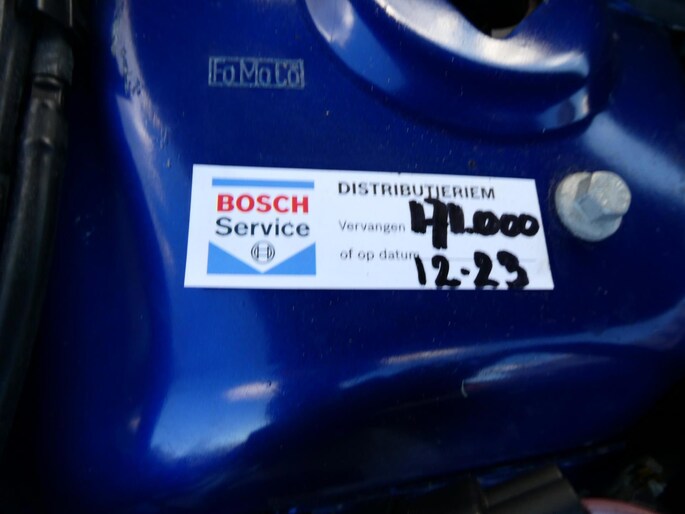 FoMoCo
BOSCH
Service
DISTRIBUTIERIEM
Vervangen 171.000
of op datum
12-23